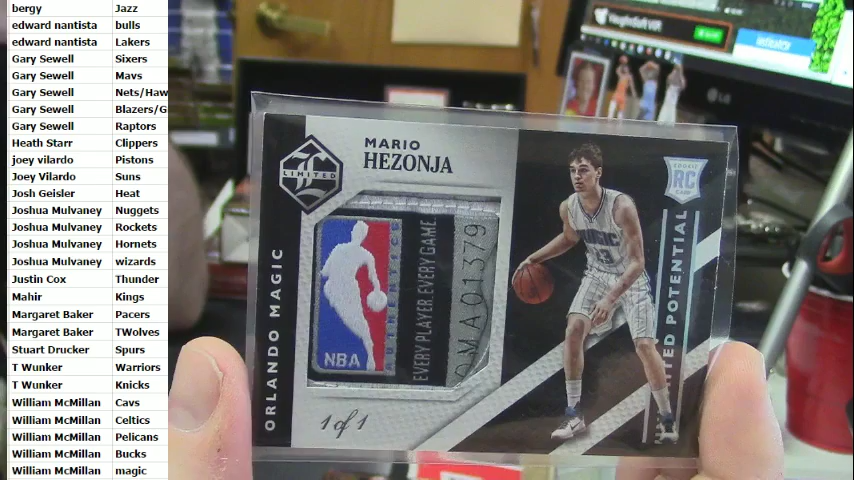 bergy Jazz
edward nantista bulls
edward nantista Lakers
Gary Sewell Sixers
Gary Sewell Mavs
Gary Sewell Nets/Haw
Gary Sewell Blazers/G
Gary Sewell Raptors
Heath Starr Clippers
joey vilardo Pistons
Joey Vilardo Suns
Josh Geisler Heat
Joshua Mulvaney Nuggets
Joshua Mulvaney Rockets
Joshua Mulvaney Hornets
Joshua Mulvaney wizards
Justin Cox Thunder
Mahir Kings
Margaret Baker Pacers
Margaret Baker TWolves
Stuart Drucker Spurs
T Wunker Warriors
T Wunker Knicks
William McMillan Cavs
William McMillan Celtics
William McMillan Pelicans
William McMillan Bucks
William McMillan magic
L
LIMITED
MARIO
HEZONJA
ORLANDO MAGIC
NBA
AUTHENTICS
EVERY PLAYER.EVERY GAME
OMA01379
1 of 1
RC
POTENTIAL
MAGIC
23
LG